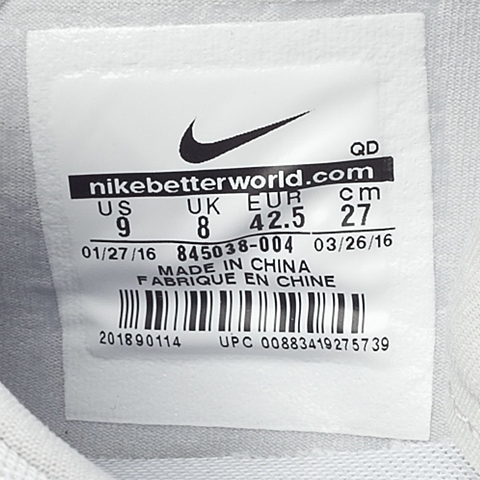 QD
nikebetterworld.com
US UK EUR cm
9 8 42.5 27
01/27/16 845038-004 03/26/16
MADE IN CHINA
FABRIQUE EN CHINE
201890114 UPC 00883419275739